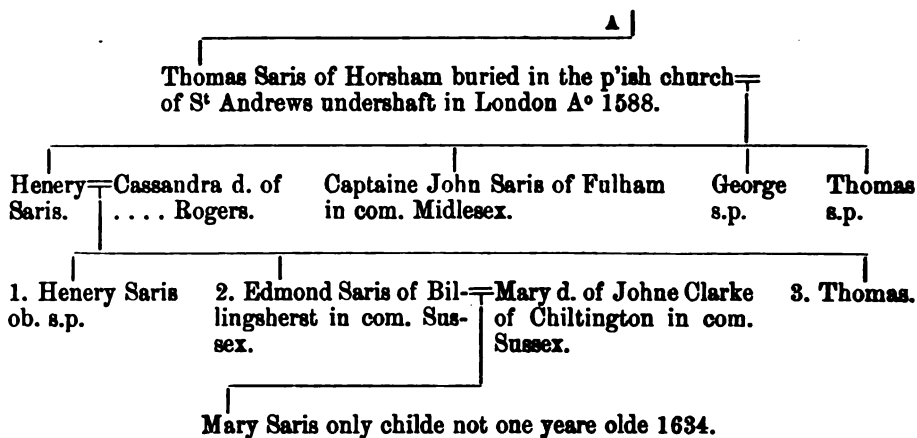 A
Thomas Saris of Horsham buried in the p'ish church
of Sᵗ Andrews undershaft in London Aº 1588.
Henery
Saris.
Cassandra d. of
.... Rogers.
Captaine John Saris of Fulham
in com. Midlesex.
George
s.p.
Thomas
s.p.
1. Henery Saris
ob. s.p.
2. Edmond Saris of Bil-
lingsherst in com. Sus-
sex.
Mary d. of Johne Clarke
of Chiltington in com.
Sussex.
3. Thomas.
Mary Saris only childe not one yeare olde 1634.